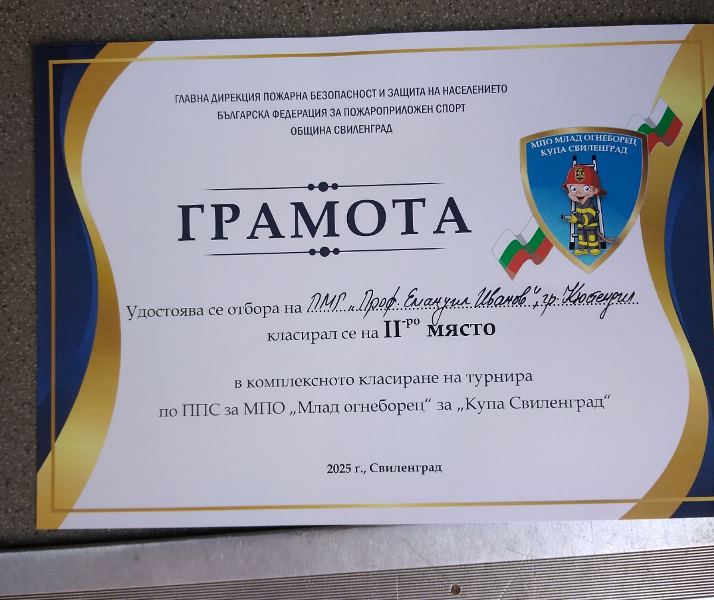 ГЛАВНА ДИРЕКЦИЯ ПОЖАРНА БЕЗОПАСНОСТ И ЗАЩИТА НА НАСЕЛЕНИЕТО
БЪЛГАРСКА ФЕДЕРАЦИЯ ЗА ПОЖАРОПРИЛОЖЕН СПОРТ
ОБЩИНА СВИЛЕНГРАД
МПО МЛАД ОГНЕБОРЕЦ
КУПА СВИЛЕНГРАД
ГРАМОТА
Удостоява се отбора на ПМГ „Проф. Емануил Иванов“, гр. Кюстендил
класирал се на II-ро място
в комплексното класиране на турнира
по ППС за МПО „Млад огнеборец“ за „Купа Свиленград“
2025 г., Свиленград